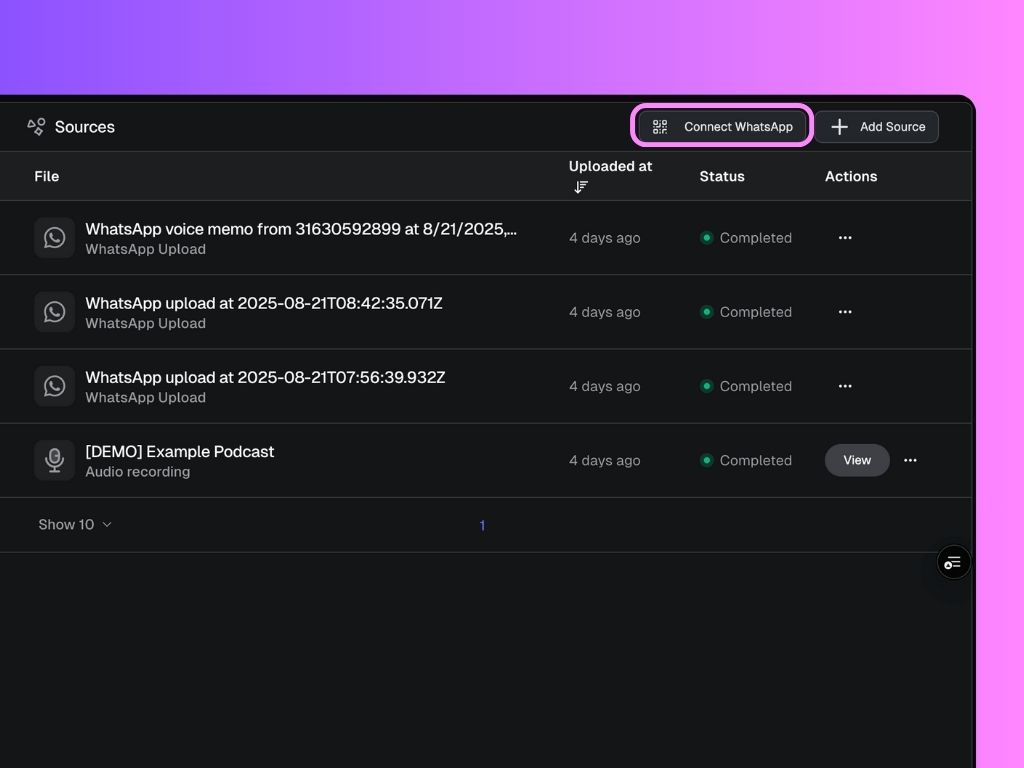 Sources
Connect WhatsApp
Add Source
File
Uploaded at
Status
Actions
WhatsApp voice memo from 31630592899 at 8/21/2025,...
WhatsApp Upload
4 days ago
Completed
WhatsApp upload at 2025-08-21T08:42:35.071Z
WhatsApp Upload
4 days ago
Completed
WhatsApp upload at 2025-08-21T07:56:39.932Z
WhatsApp Upload
4 days ago
Completed
[DEMO] Example Podcast
Audio recording
4 days ago
Completed
View
Show 10
1